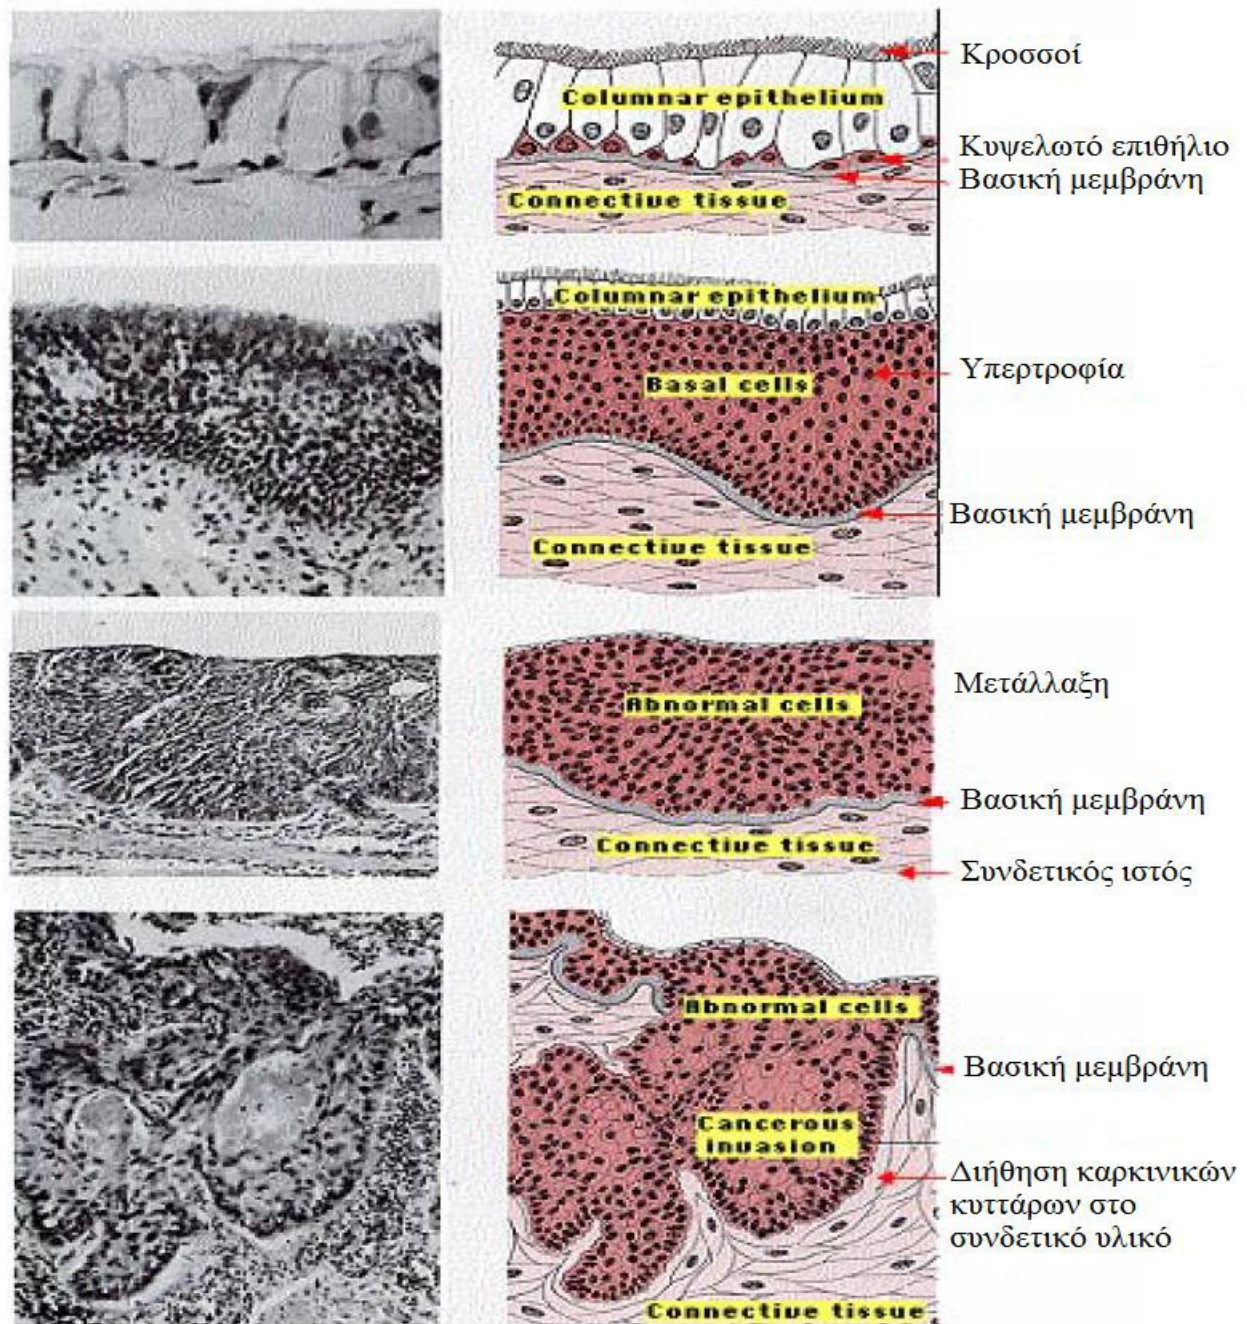 Κροσσοί
Columnar epithelium
Κυψελωτό επιθήλιο
Βασική μεμβράνη
Connective tissue
Columnar epithelium
Υπερτροφία
Basal cells
Βασική μεμβράνη
Connective tissue
Μετάλλαξη
Abnormal cells
Βασική μεμβράνη
Connective tissue
Συνδετικός ιστός
Abnormal cells
Βασική μεμβράνη
Cancerous
invasion
Διήθηση καρκινικών
κυττάρων στο
συνδετικό υλικό
Connective tissue